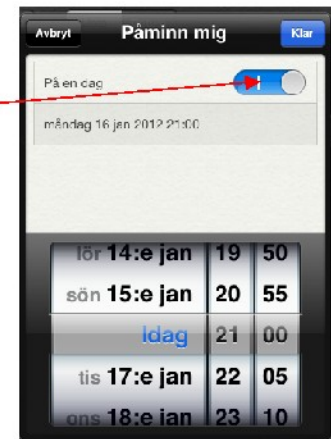 Avbryt Påminn mig Klar
På en dag
måndag 16 jan 2012 21:00
lör 14:e jan 19 50
sön 15:e jan 20 55
Idag 21 00
tis 17:e jan 22 05
ons 18:e jan 23 10